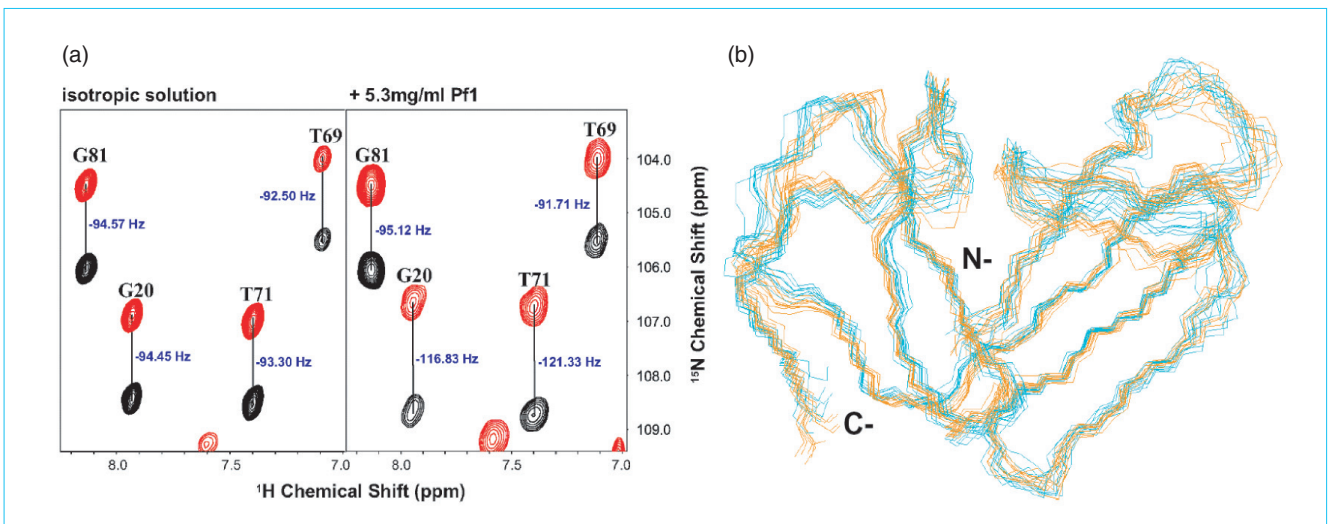 (a)
isotropic solution
+ 5.3mg/ml Pf1
G81
-94.57 Hz
T69
-92.50 Hz
G20
-94.45 Hz
T71
-93.30 Hz
G81
-95.12 Hz
T69
-91.71 Hz
G20
-116.83 Hz
T71
-121.33 Hz
104.0
105.0
106.0
107.0
108.0
109.0
¹⁵N Chemical Shift (ppm)
8.0 7.5 7.0
8.0 7.5 7.0
¹H Chemical Shift (ppm)
(b)
N-
C-